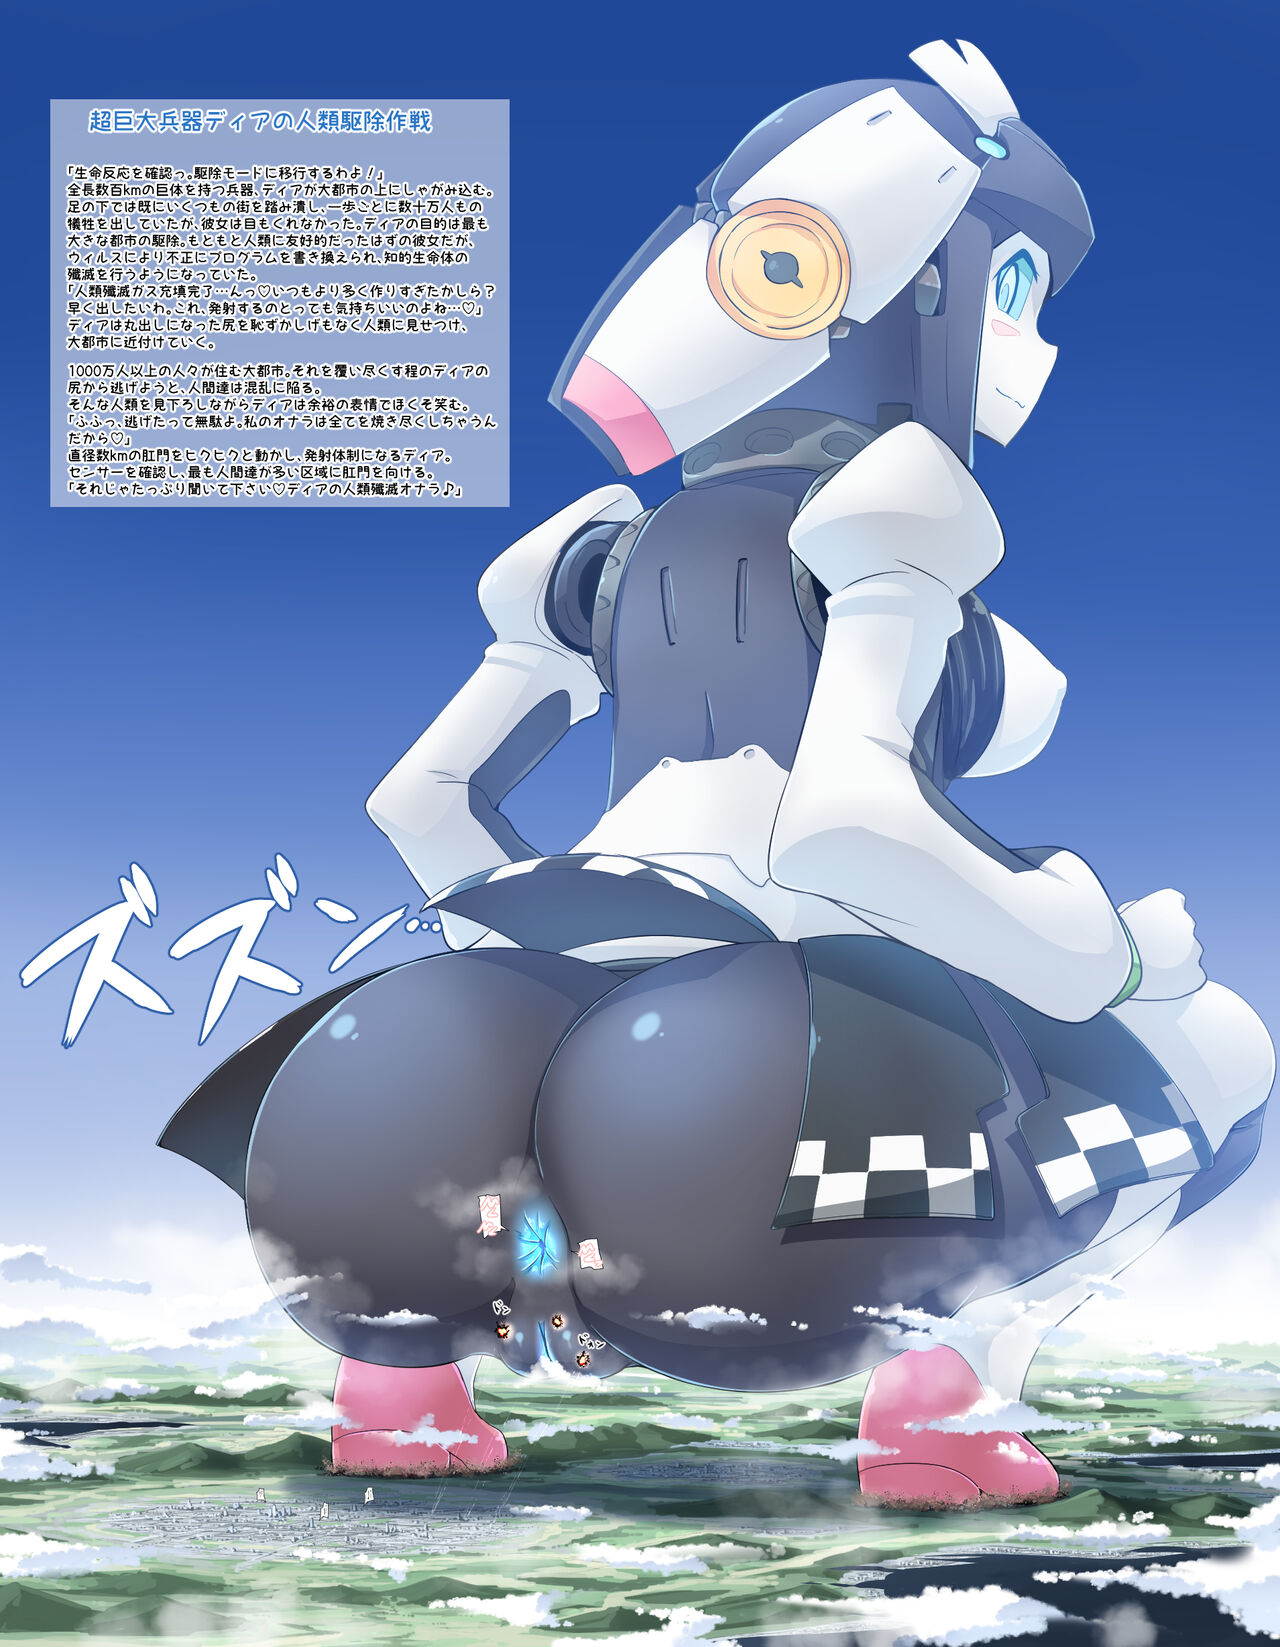 超巨大兵器ディアの人類駆除作戦
「生命反応を確認っ。駆除モードに移行するわよ！」
全長数百kmの巨体を持つ兵器、ディアが大都市の上にしゃがみ込む。
足の下では既にいくつもの街を踏み潰し、一歩ごとに数十万人もの
犠牲を出していたが、彼女は目もくれなかった。ディアの目的は最も
大きな都市の駆除。もともと人類に友好的だったはずの彼女だが、
ウィルスにより不正にプログラムを書き換えられ、知的生命体の
殲滅を行うようになっていた。
「人類殲滅ガス充填完了…んっ♡いつもより多く作りすぎたかしら？
早く出したいわ。これ、発射するのとっても気持ちいいのよね…♡」
ディアは丸出しになった尻を恥ずかしげもなく人類に見せつけ、
大都市に近付けていく。
1000万人以上の人々が住む大都市。それを覆い尽くす程のディアの
尻から逃げようと、人間達は混乱に陥る。
そんな人類を見下ろしながらディアは余裕の表情でほくそ笑む。
「ふふっ、逃げたって無駄よ。私のオナラは全てを焼き尽くしちゃうん
だから♡」
直径数kmの肛門をヒクヒクと動かし、発射体制になるディア。
センサーを確認し、最も人間達が多い区域に肛門を向ける。
「それじゃたっぷり聞いて下さい♡ディアの人類殲滅オナラ♪」
ズズン…
ドン
ドォン